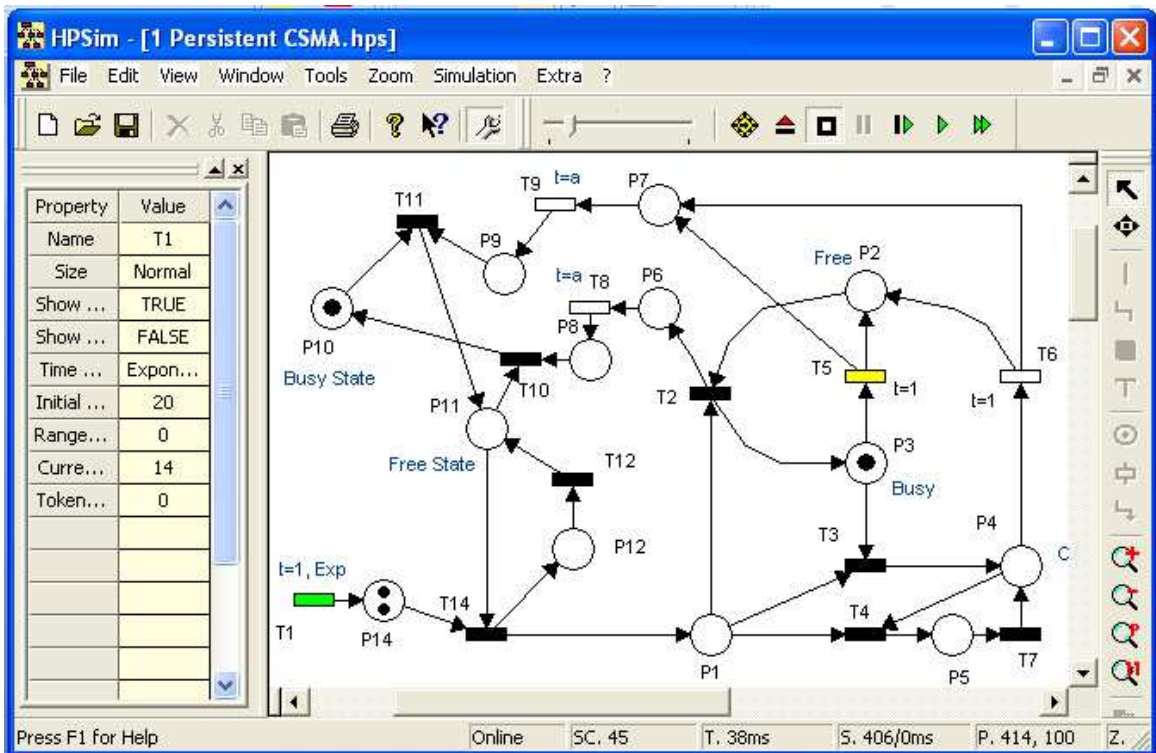 HPSim - [1 Persistent CSMA.hps]
File Edit View Window Tools Zoom Simulation Extra ?
Property Value
Name T1
Size Normal
Show ... TRUE
Show ... FALSE
Time ... Expon...
Initial ... 20
Range... 0
Curre... 14
Token... 0
T11
T9
t=a
P7
P9
Free P2
t=a T8
P6
P10
P8
Busy State
T10
T5
T6
T2
t=1
t=1
P11
Free State
T12
P3
Busy
P12
T3
P4
C
t=1, Exp
T14
T4
T1
P14
P1
P5
T7
Press F1 for Help Online SC. 45 T. 38ms S. 406/0ms P. 414, 100 Z.